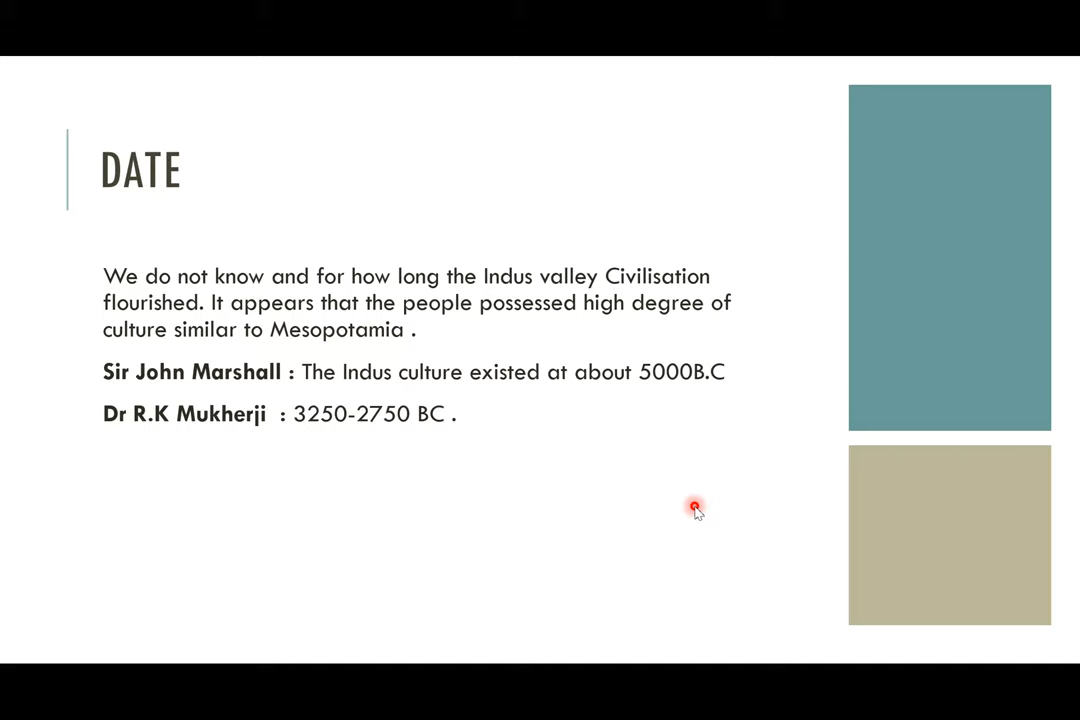 DATE
We do not know and for how long the Indus valley Civilisation
flourished. It appears that the people possessed high degree of
culture similar to Mesopotamia .
Sir John Marshall : The Indus culture existed at about 5000B.C
Dr R.K Mukherji : 3250-2750 BC .